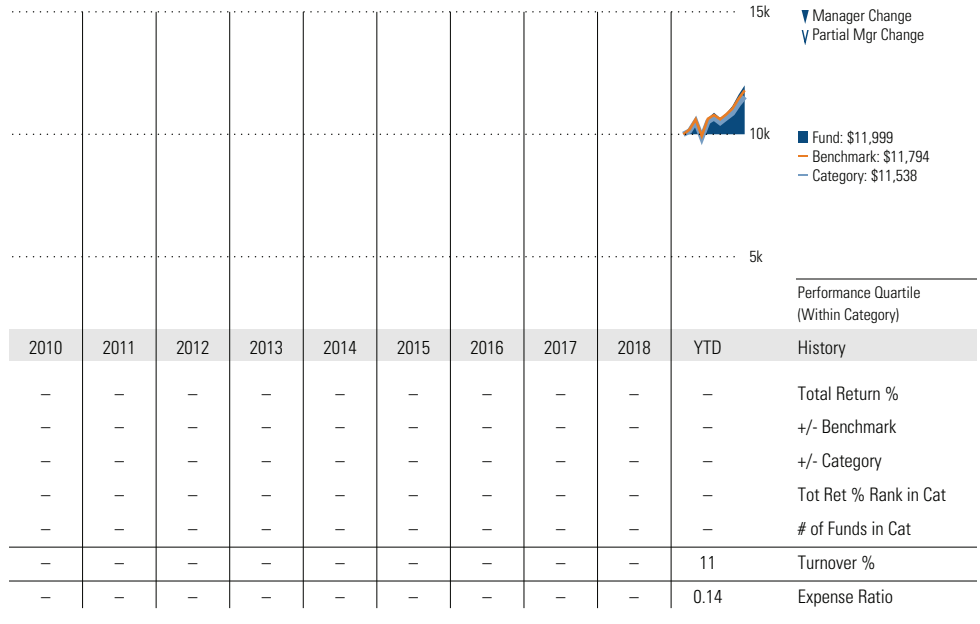 15k
Manager Change
Partial Mgr Change
10k
Fund: $11,999
Benchmark: $11,794
Category: $11,538
5k
Performance Quartile
(Within Category)
2010 2011 2012 2013 2014 2015 2016 2017 2018 YTD History
– – – – – – – – – – Total Return %
– – – – – – – – – – +/- Benchmark
– – – – – – – – – – +/- Category
– – – – – – – – – – Tot Ret % Rank in Cat
– – – – – – – – – – # of Funds in Cat
– – – – – – – – – 11 Turnover %
– – – – – – – – – 0.14 Expense Ratio